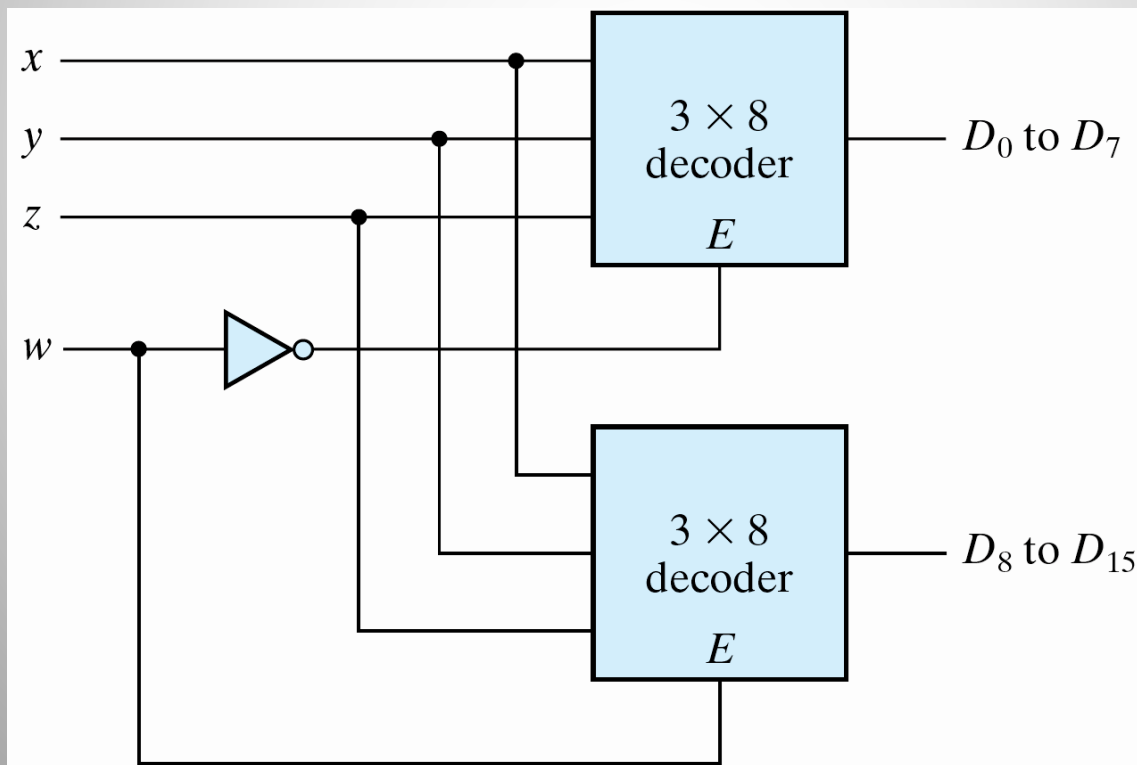 x
y
z
w
3 × 8
decoder
E
D₀ to D₇
3 × 8
decoder
E
D₈ to D₁₅